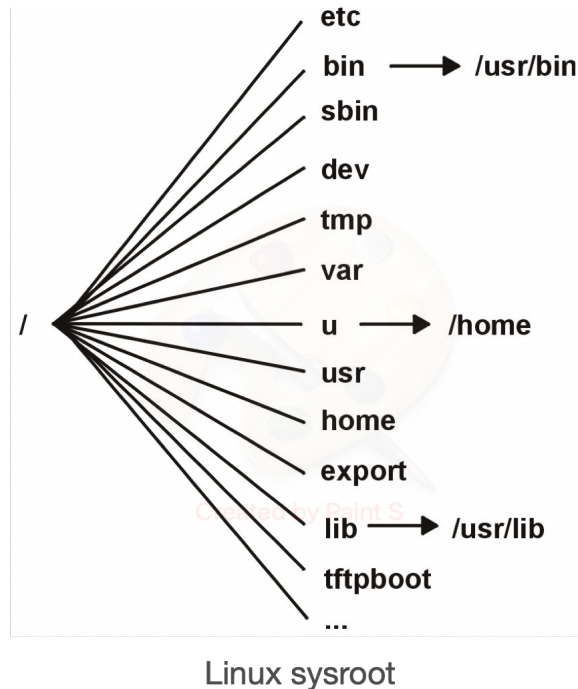 etc
bin /usr/bin
sbin
dev
tmp
var
/ u /home
usr
home
export
Created by Paint S
lib /usr/lib
tftpboot
...
Linux sysroot